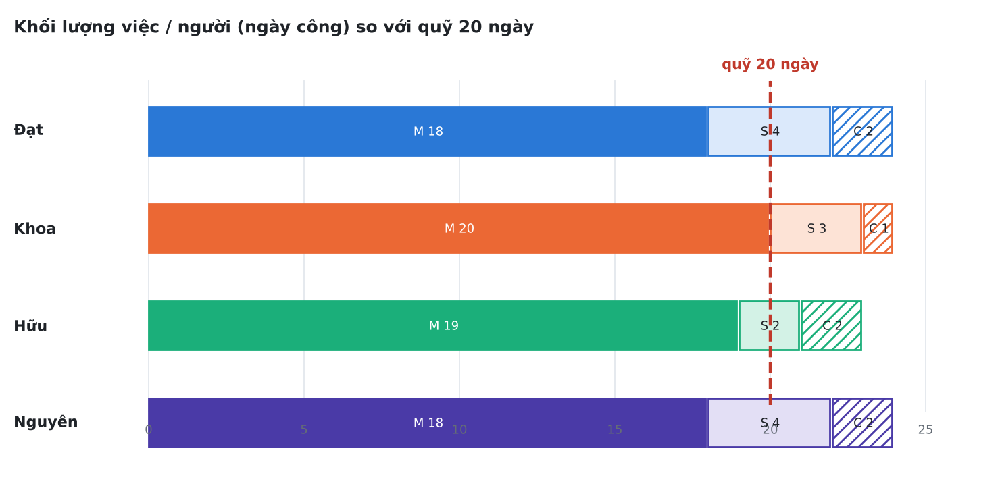 Khối lượng việc / người (ngày công) so với quỹ 20 ngày
quỹ 20 ngày
Đạt M 18 S 4 C 2
Khoa M 20 S 3 C 1
Hữu M 19 S 2 C 2
Nguyên M 18 S 4 C 2
0 5 10 15 20 25